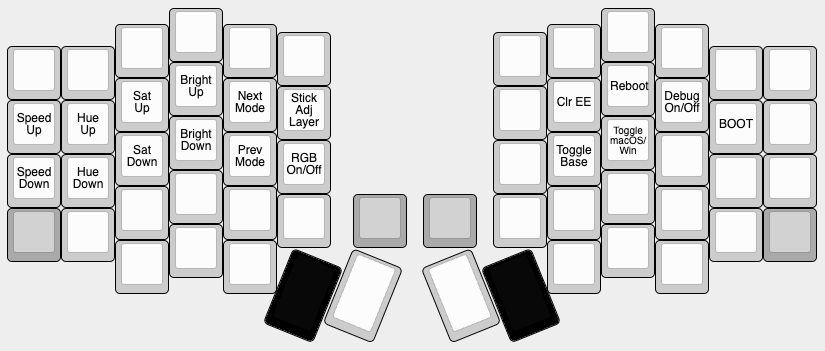 Speed
Up
Hue
Up
Sat
Up
Bright
Up
Next
Mode
Stick
Adj
Layer
Clr EE
Reboot
Debug
On/Off
BOOT
Speed
Down
Hue
Down
Sat
Down
Bright
Down
Prev
Mode
RGB
On/Off
Toggle
Base
Toggle
macOS/
Win